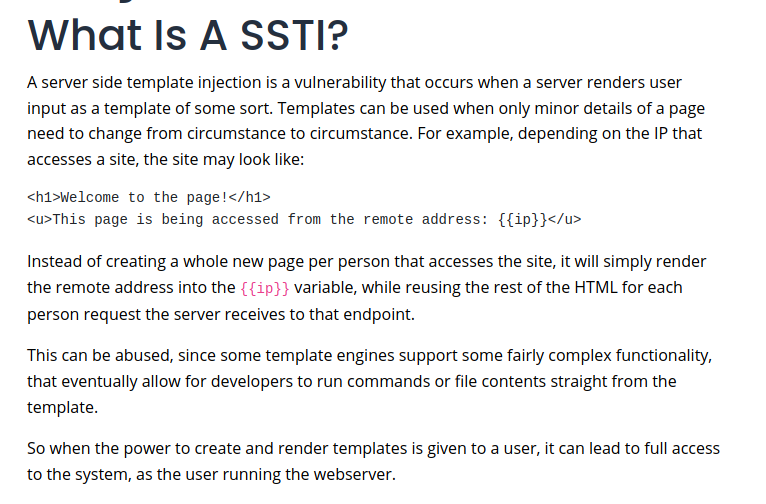 What Is A SSTI?
A server side template injection is a vulnerability that occurs when a server renders user
input as a template of some sort. Templates can be used when only minor details of a page
need to change from circumstance to circumstance. For example, depending on the IP that
accesses a site, the site may look like:
<h1>Welcome to the page!</h1>
<u>This page is being accessed from the remote address: {{ip}}</u>
Instead of creating a whole new page per person that accesses the site, it will simply render
the remote address into the {{ip}} variable, while reusing the rest of the HTML for each
person request the server receives to that endpoint.
This can be abused, since some template engines support some fairly complex functionality,
that eventually allow for developers to run commands or file contents straight from the
template.
So when the power to create and render templates is given to a user, it can lead to full access
to the system, as the user running the webserver.